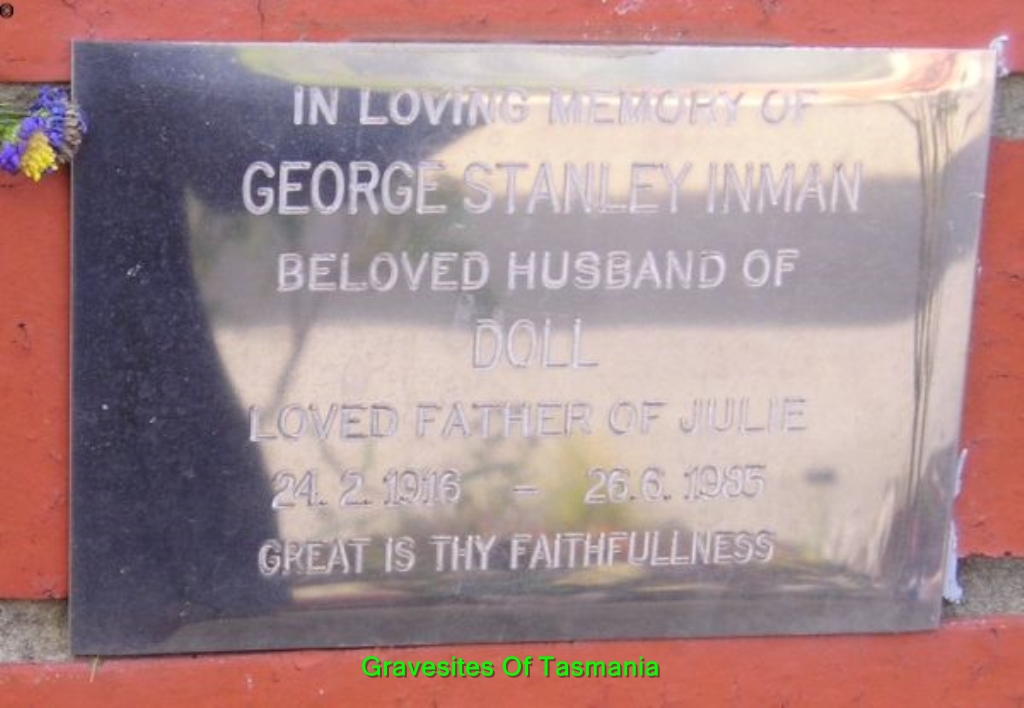 IN LOVING MEMORY OF
GEORGE STANLEY INMAN
BELOVED HUSBAND OF
DOLL
LOVED FATHER OF JULIE
24. 2. 1916 - 26. 6. 1985
GREAT IS THY FAITHFULLNESS
Gravesites Of Tasmania